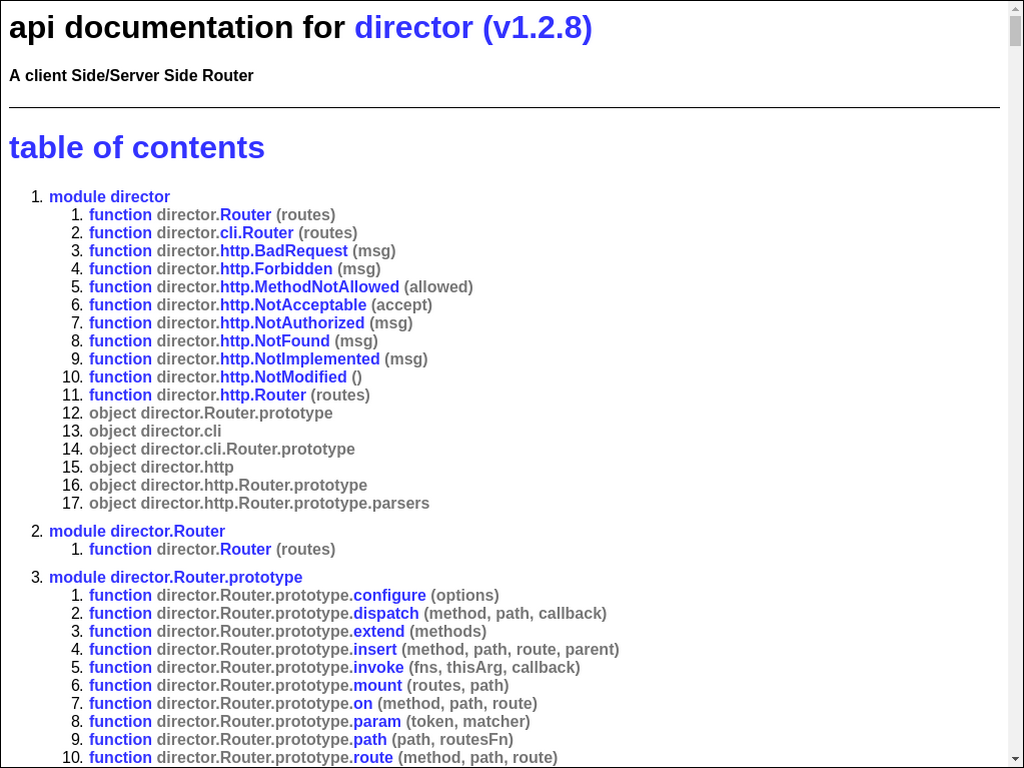 api documentation for director (v1.2.8)
A client Side/Server Side Router
table of contents
1. module director
1. function director.Router (routes)
2. function director.cli.Router (routes)
3. function director.http.BadRequest (msg)
4. function director.http.Forbidden (msg)
5. function director.http.MethodNotAllowed (allowed)
6. function director.http.NotAcceptable (accept)
7. function director.http.NotAuthorized (msg)
8. function director.http.NotFound (msg)
9. function director.http.NotImplemented (msg)
10. function director.http.NotModified ()
11. function director.http.Router (routes)
12. object director.Router.prototype
13. object director.cli
14. object director.cli.Router.prototype
15. object director.http
16. object director.http.Router.prototype
17. object director.http.Router.prototype.parsers
2. module director.Router
1. function director.Router (routes)
3. module director.Router.prototype
1. function director.Router.prototype.configure (options)
2. function director.Router.prototype.dispatch (method, path, callback)
3. function director.Router.prototype.extend (methods)
4. function director.Router.prototype.insert (method, path, route, parent)
5. function director.Router.prototype.invoke (fns, thisArg, callback)
6. function director.Router.prototype.mount (routes, path)
7. function director.Router.prototype.on (method, path, route)
8. function director.Router.prototype.param (token, matcher)
9. function director.Router.prototype.path (path, routesFn)
10. function director.Router.prototype.route (method, path, route)